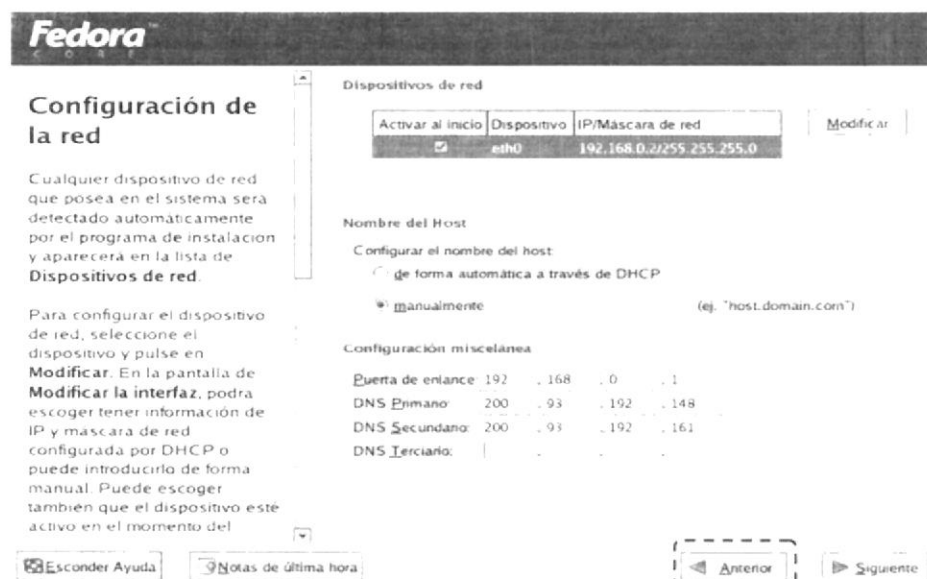 Fedora
CORE
Configuración de
la red
Cualquier dispositivo de red
que posea en el sistema será
detectado automáticamente
por el programa de instalacion
y aparecerá en la lista de
Dispositivos de red.
Para configurar el dispositivo
de red, seleccione el
dispositivo y pulse en
Modificar. En la pantalla de
Modificar la interfaz, podra
escoger tener información de
IP y máscara de red
configurada por DHCP o
puede introducirlo de forma
manual. Puede escoger
también que el dispositivo esté
activo en el momento del
Dispositivos de red
Activar al inicio Dispositivo IP/Máscara de red
eth0 192.168.0.2/255.255.255.0
Modificar
Nombre del Host
Configurar el nombre del host:
de forma automática a través de DHCP
manualmente (ej. "host.domain.com")
Configuración miscelánea
Puerta de enlance: 192 . 168 . 0 . 1
DNS Primario: 200 . 93 . 192 . 148
DNS Secundario: 200 . 93 . 192 . 161
DNS Terciario: . . .
Esconder Ayuda Notas de última hora Anterior Siguiente